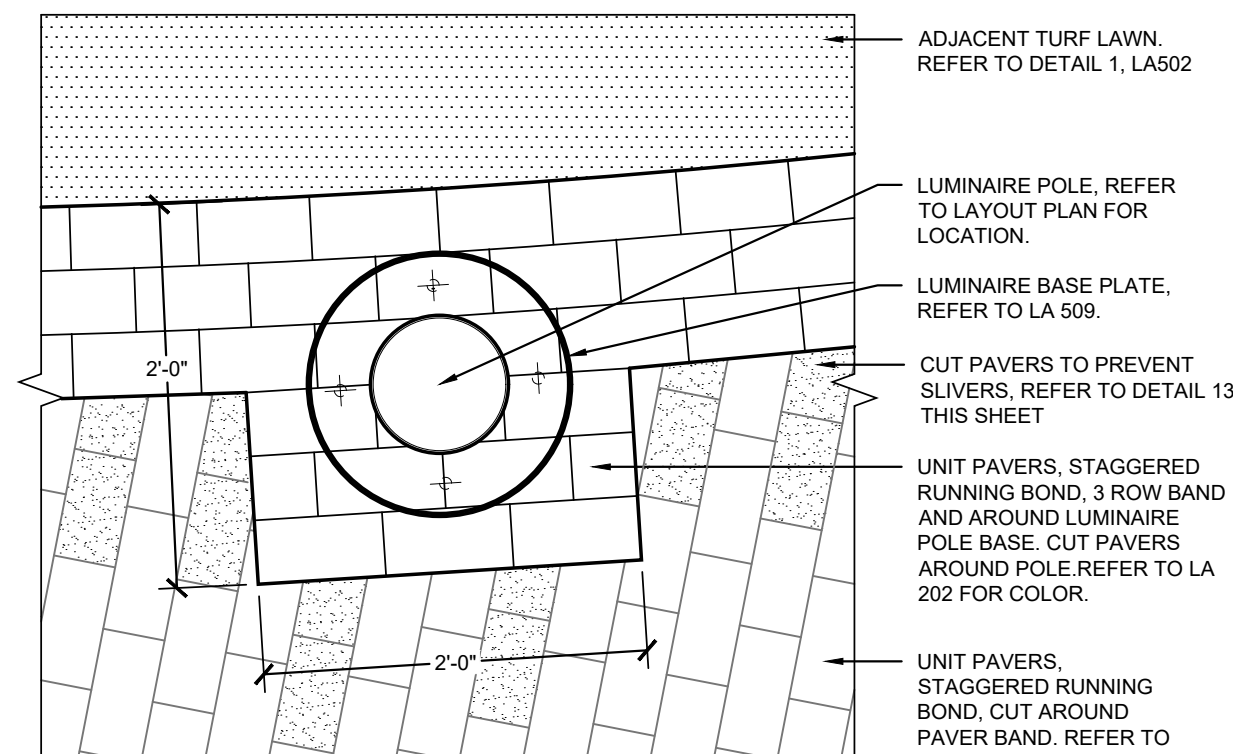 ADJACENT TURF LAWN.
REFER TO DETAIL 1, LA502
LUMINAIRE POLE, REFER
TO LAYOUT PLAN FOR
LOCATION.
LUMINAIRE BASE PLATE,
REFER TO LA 509.
CUT PAVERS TO PREVENT
SLIVERS, REFER TO DETAIL 13
THIS SHEET
UNIT PAVERS, STAGGERED
RUNNING BOND, 3 ROW BAND
AND AROUND LUMINAIRE
POLE BASE. CUT PAVERS
AROUND POLE.REFER TO LA
202 FOR COLOR.
UNIT PAVERS,
STAGGERED RUNNING
BOND, CUT AROUND
PAVER BAND. REFER TO
2'-0"
2'-0"